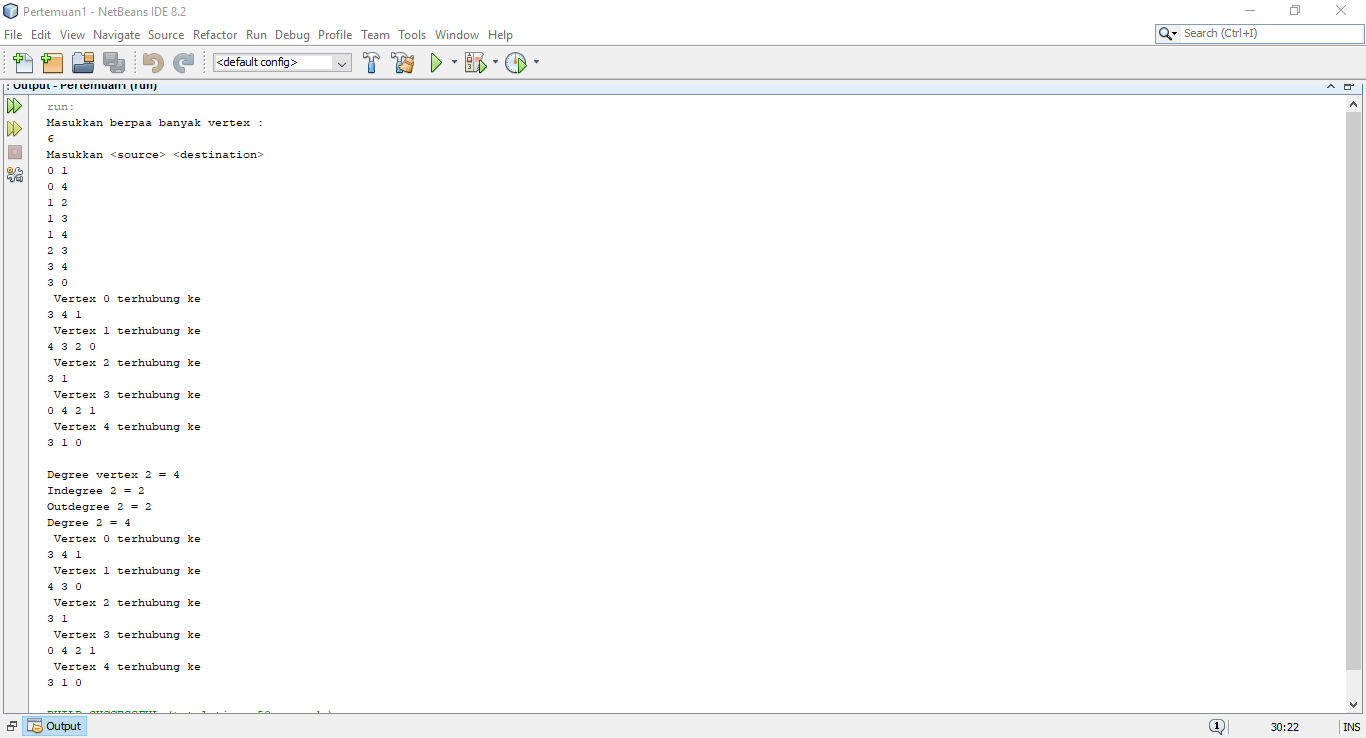 Pertemuan1 - NetBeans IDE 8.2
File Edit View Navigate Source Refactor Run Debug Profile Team Tools Window Help
Search (Ctrl+I)
<default config>
Output - Pertemuan1 (run)
run:
Masukkan berpaa banyak vertex :
6
Masukkan <source> <destination>
0 1
0 4
1 2
1 3
1 4
2 3
3 4
3 0
Vertex 0 terhubung ke
3 4 1
Vertex 1 terhubung ke
4 3 2 0
Vertex 2 terhubung ke
3 1
Vertex 3 terhubung ke
0 4 2 1
Vertex 4 terhubung ke
3 1 0
Degree vertex 2 = 4
Indegree 2 = 2
Outdegree 2 = 2
Degree 2 = 4
Vertex 0 terhubung ke
3 4 1
Vertex 1 terhubung ke
4 3 0
Vertex 2 terhubung ke
3 1
Vertex 3 terhubung ke
0 4 2 1
Vertex 4 terhubung ke
3 1 0
BUILD SUCCESSFUL
Output
1
30:22
INS